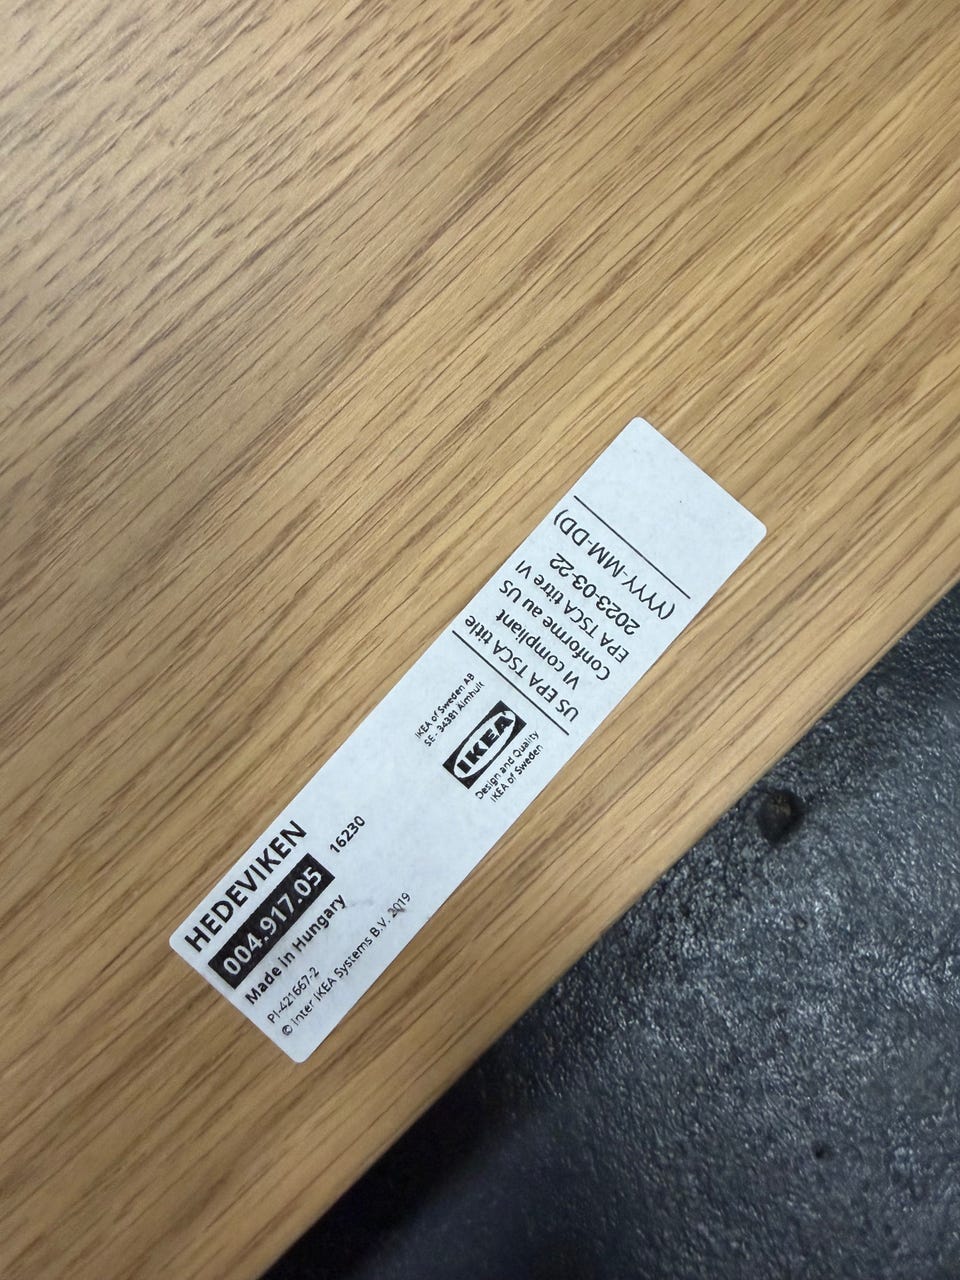 HEDEVIKEN
004.917.05
16230
Made in Hungary
PI-421667-2
© Inter IKEA Systems B.V. 2019
IKEA of Sweden AB
SE - 34381 Älmhult
IKEA
Design and Quality
IKEA of Sweden
US EPA TSCA title
VI compliant
Conforme au US
EPA TSCA titre VI
2023-03-22
(YYYY-MM-DD)